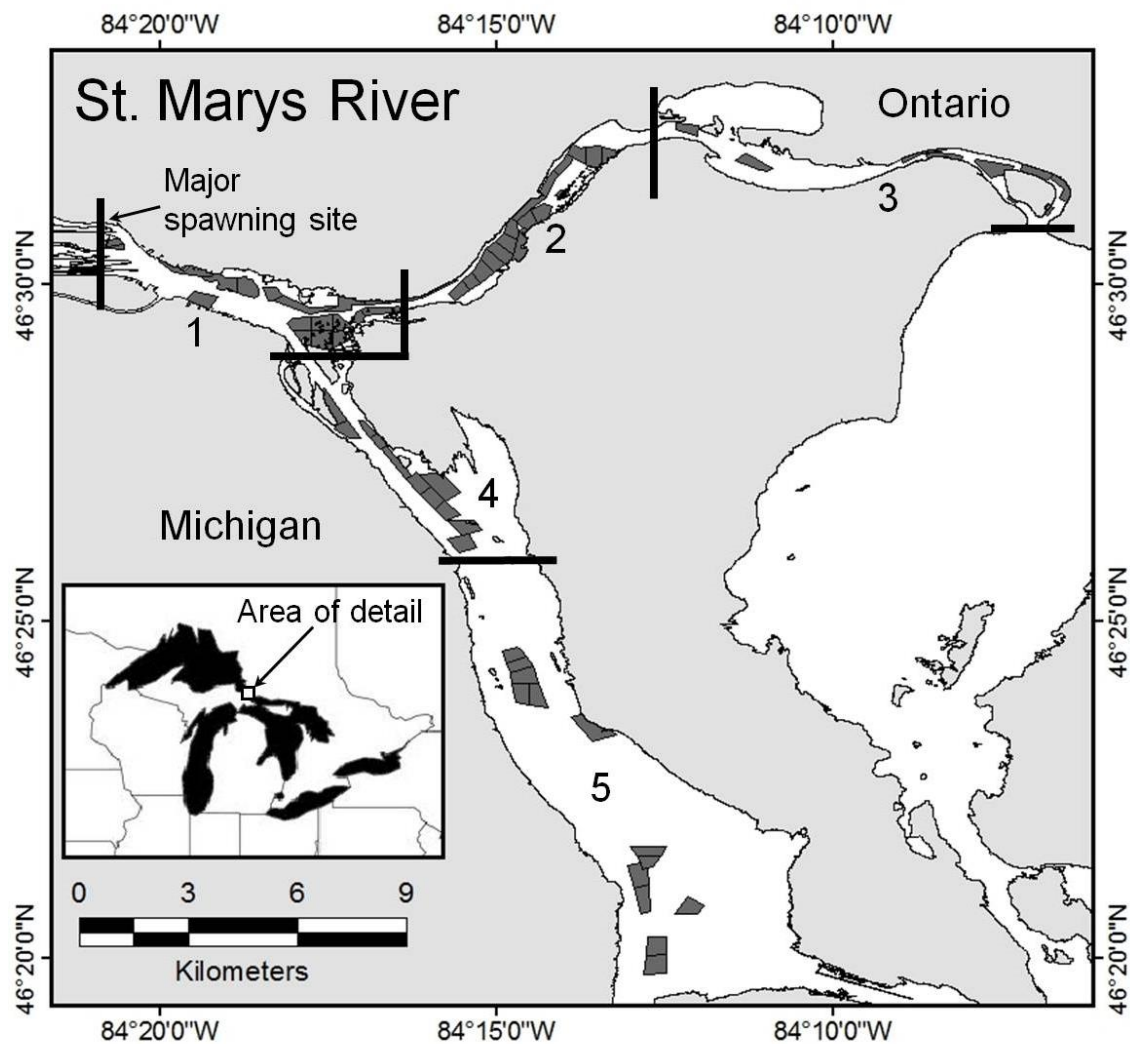 84°20'0"W 84°15'0"W 84°10'0"W
St. Marys River
Ontario
Major
spawning site
3
2
46°30'0"N
46°30'0"N
1
4
Michigan
Area of detail
46°25'0"N
46°25'0"N
5
0 3 6 9
Kilometers
46°20'0"N
46°20'0"N
84°20'0"W 84°15'0"W 84°10'0"W